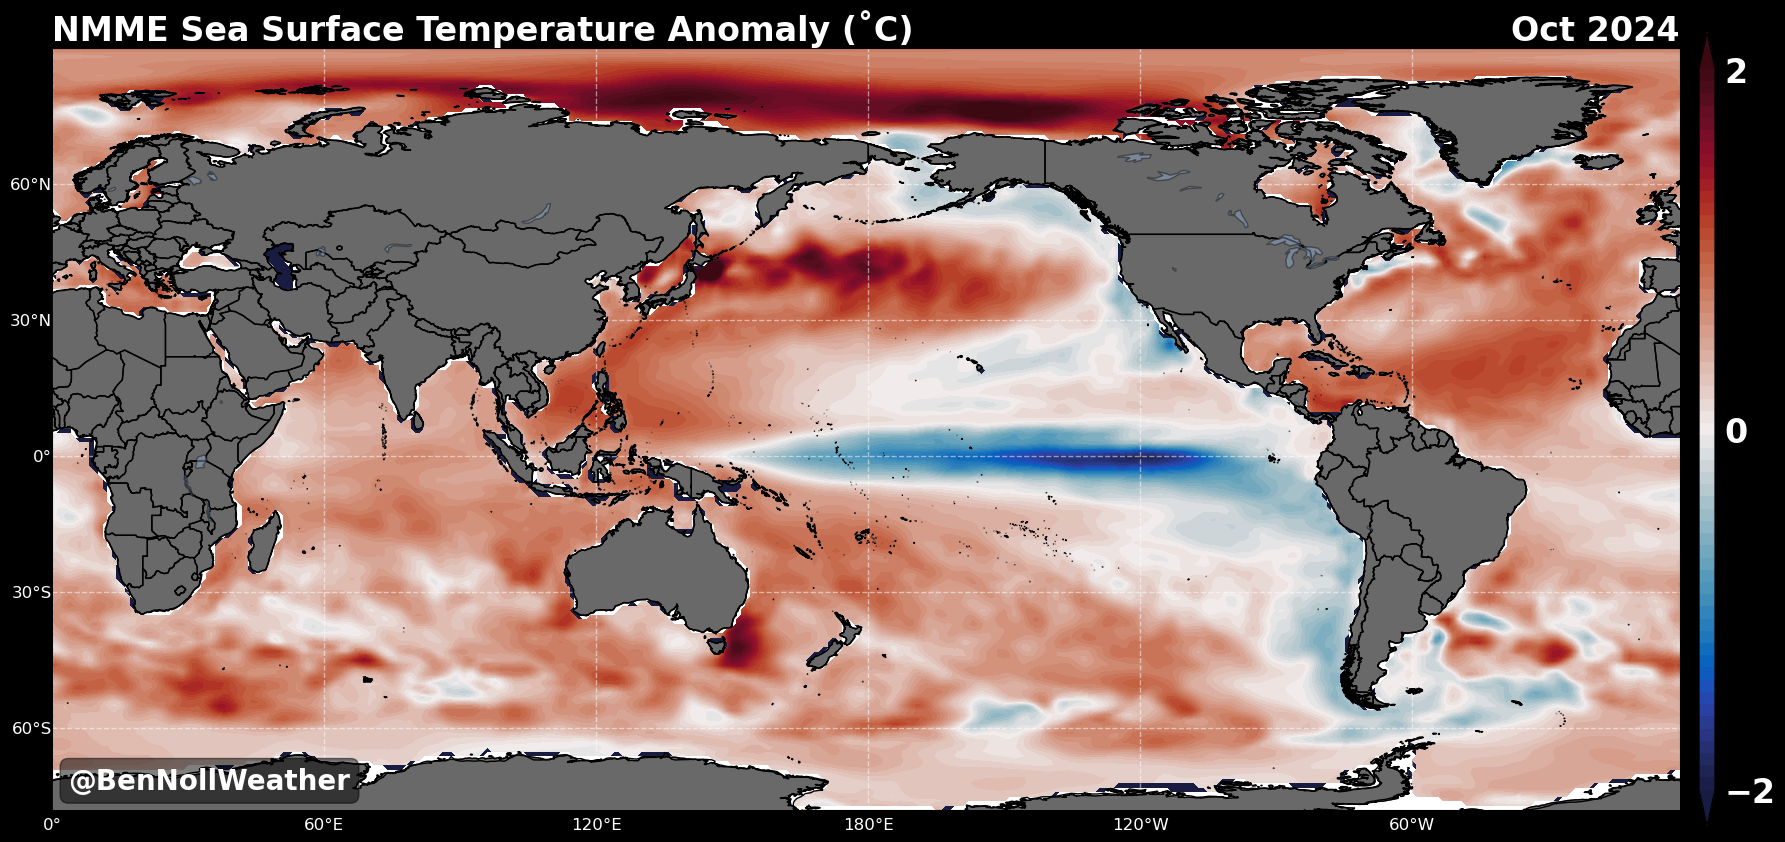 NMME Sea Surface Temperature Anomaly (˚C)
Oct 2024
2
0
−2
60°N
30°N
0°
30°S
60°S
@BenNollWeather
0°
60°E
120°E
180°E
120°W
60°W